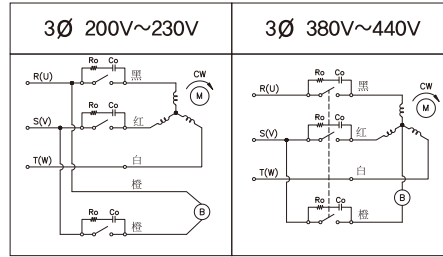 3Ø 200V～230V
Ro Co
R(U) 黑
CW
M
Ro Co
S(V) 红
T(W) 白
橙
B
Ro Co
橙
3Ø 380V～440V
Ro Co
R(U) 黑
CW
M
Ro Co
S(V) 红
T(W) 白
B
Ro Co
橙